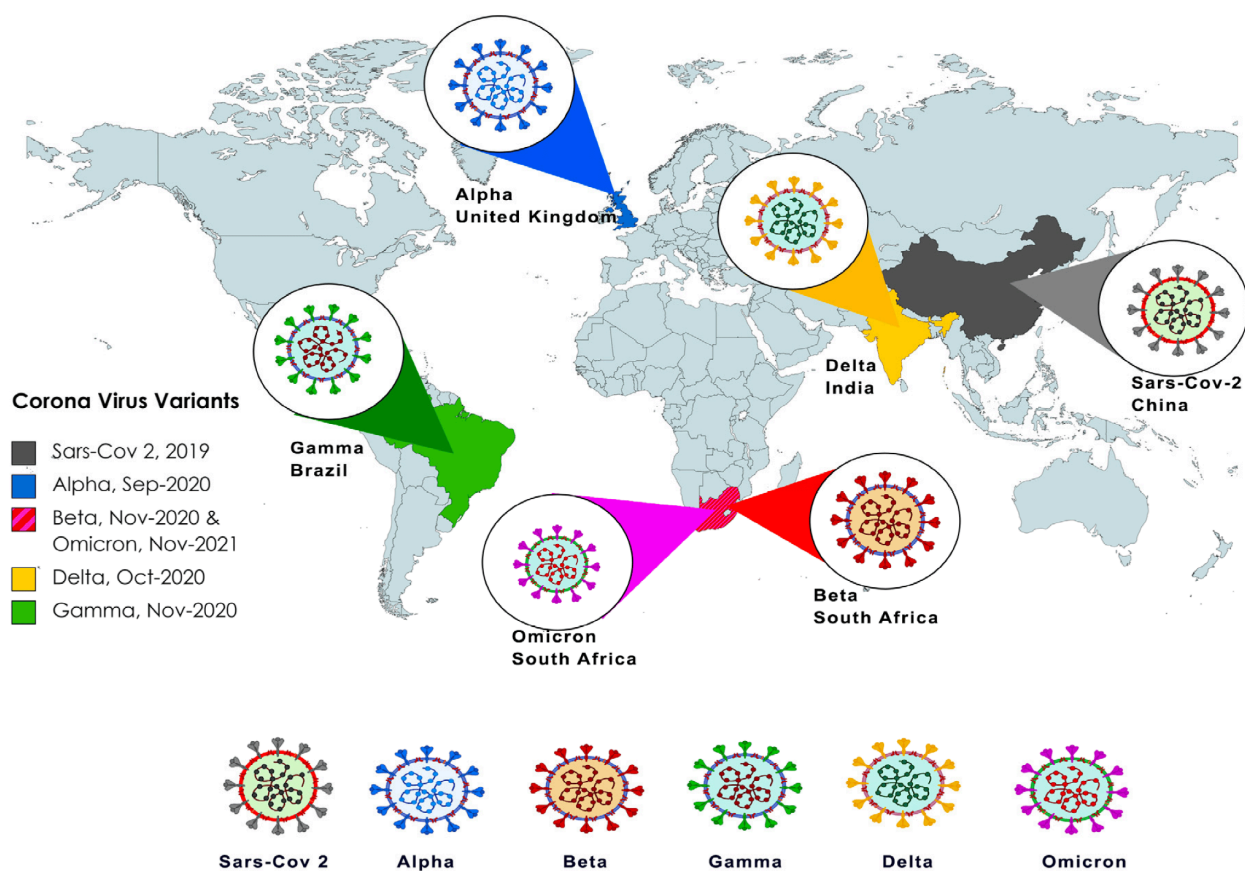 Alpha
United Kingdom
Delta
India
Sars-Cov-2
China
Gamma
Brazil
Corona Virus Variants
Sars-Cov 2, 2019
Alpha, Sep-2020
Beta, Nov-2020 &
Omicron, Nov-2021
Delta, Oct-2020
Gamma, Nov-2020
Beta
South Africa
Omicron
South Africa
Sars-Cov 2
Alpha
Beta
Gamma
Delta
Omicron